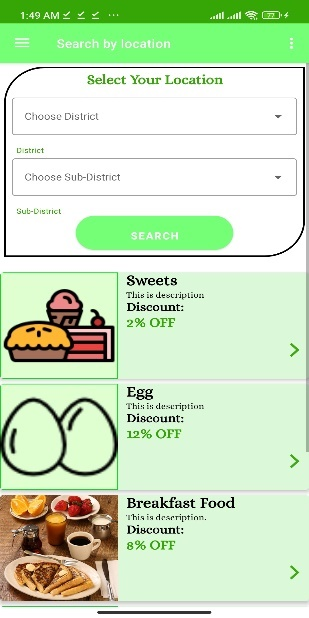 1:49 AM
77
Search by location
Select Your Location
Choose District
District
Choose Sub-District
Sub-District
SEARCH
Sweets
This is description
Discount:
2% OFF
Egg
This is description
Discount:
12% OFF
Breakfast Food
This is description.
Discount:
8% OFF